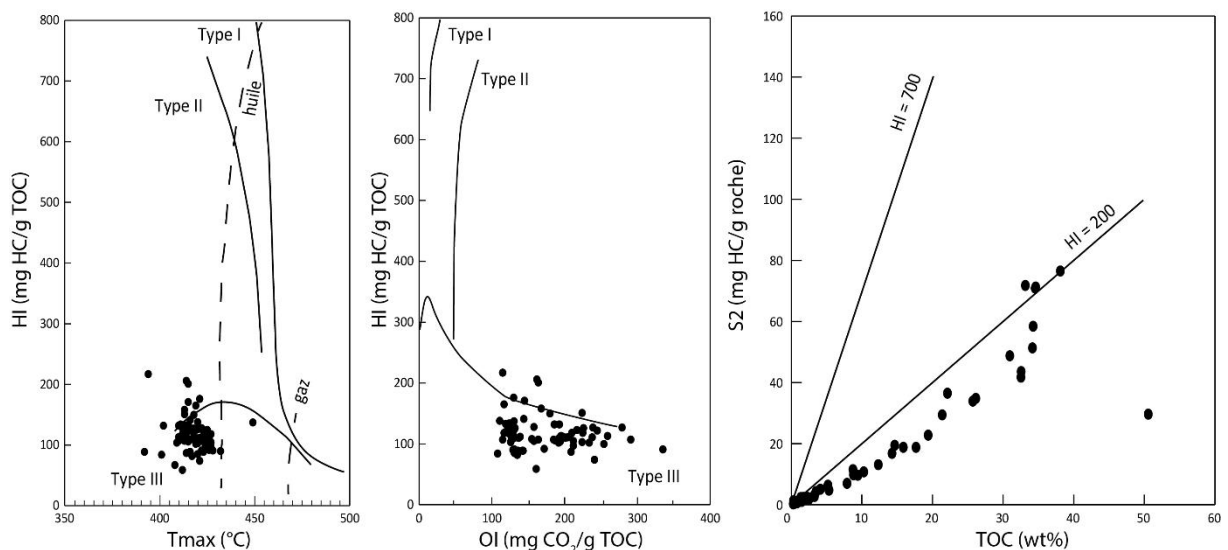 800
700
600
500
400
300
200
100
0
HI (mg HC/g TOC)
Type I
Type II
huile
gaz
Type III
350
400
450
500
Tmax (°C)
800
700
600
500
400
300
200
100
0
HI (mg HC/g TOC)
Type I
Type II
Type III
0
100
200
300
400
OI (mg CO₂/g TOC)
160
140
120
100
80
60
40
20
0
S2 (mg HC/g roche)
HI = 700
HI = 200
0
10
20
30
40
50
60
TOC (wt%)